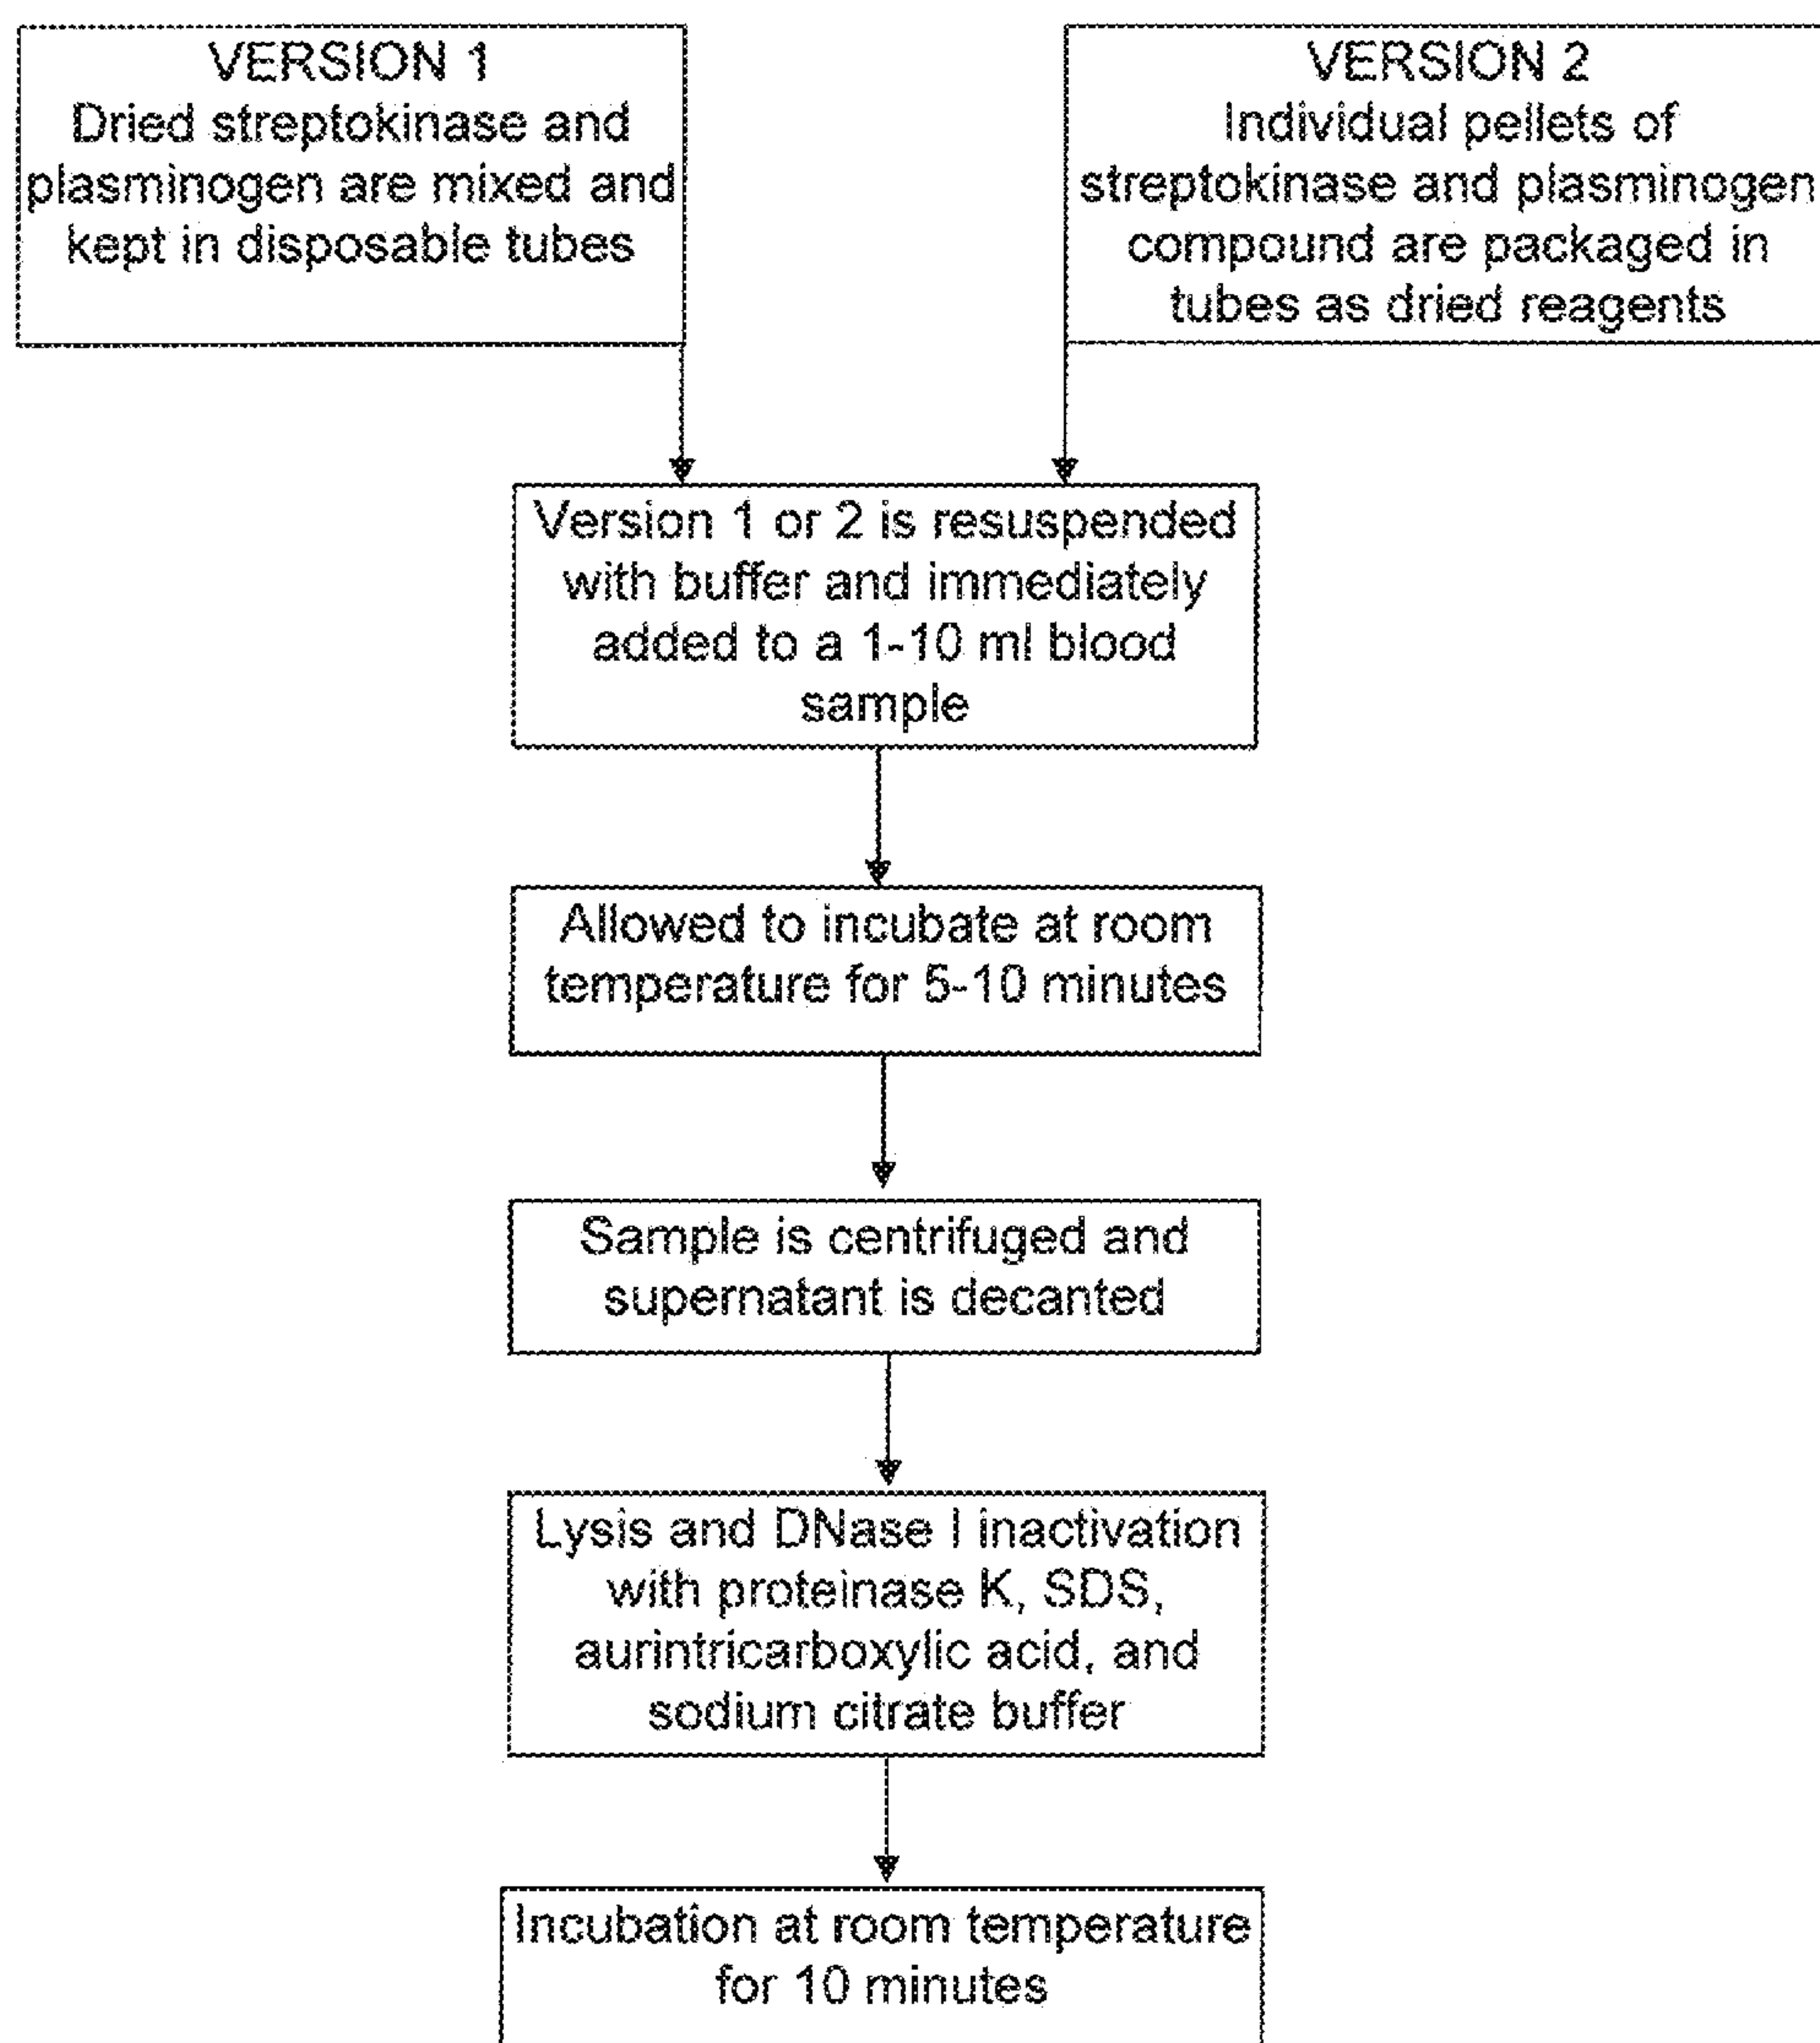 VERSION 1
Dried streptokinase and
plasminogen are mixed and
kept in disposable tubes
VERSION 2
Individual pellets of
streptokinase and plasminogen
compound are packaged in
tubes as dried reagents
Version 1 or 2 is resuspended
with buffer and immediately
added to a 1-10 ml blood
sample
Allowed to incubate at room
temperature for 5-10 minutes
Sample is centrifuged and
supernatant is decanted
Lysis and DNase I inactivation
with proteinase K, SDS,
aurintricarboxylic acid, and
sodium citrate buffer
Incubation at room temperature
for 10 minutes